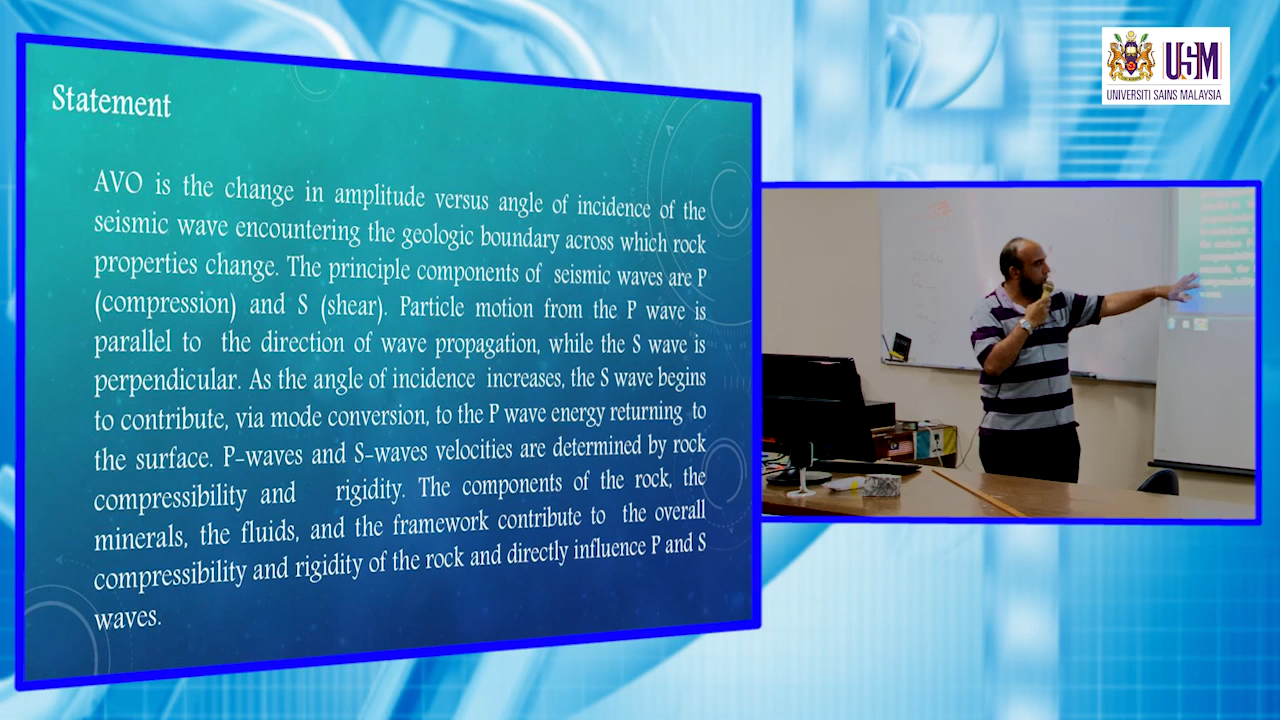 Statement
AVO is the change in amplitude versus angle of incidence of the
seismic wave encountering the geologic boundary across which rock
properties change. The principle components of seismic waves are P
(compression) and S (shear). Particle motion from the P wave is
parallel to the direction of wave propagation, while the S wave is
perpendicular. As the angle of incidence increases, the S wave begins
to contribute, via mode conversion, to the P wave energy returning to
the surface. P-waves and S-waves velocities are determined by rock
compressibility and rigidity. The components of the rock, the
minerals, the fluids, and the framework contribute to the overall
compressibility and rigidity of the rock and directly influence P and S
waves.
USM
UNIVERSITI SAINS MALAYSIA